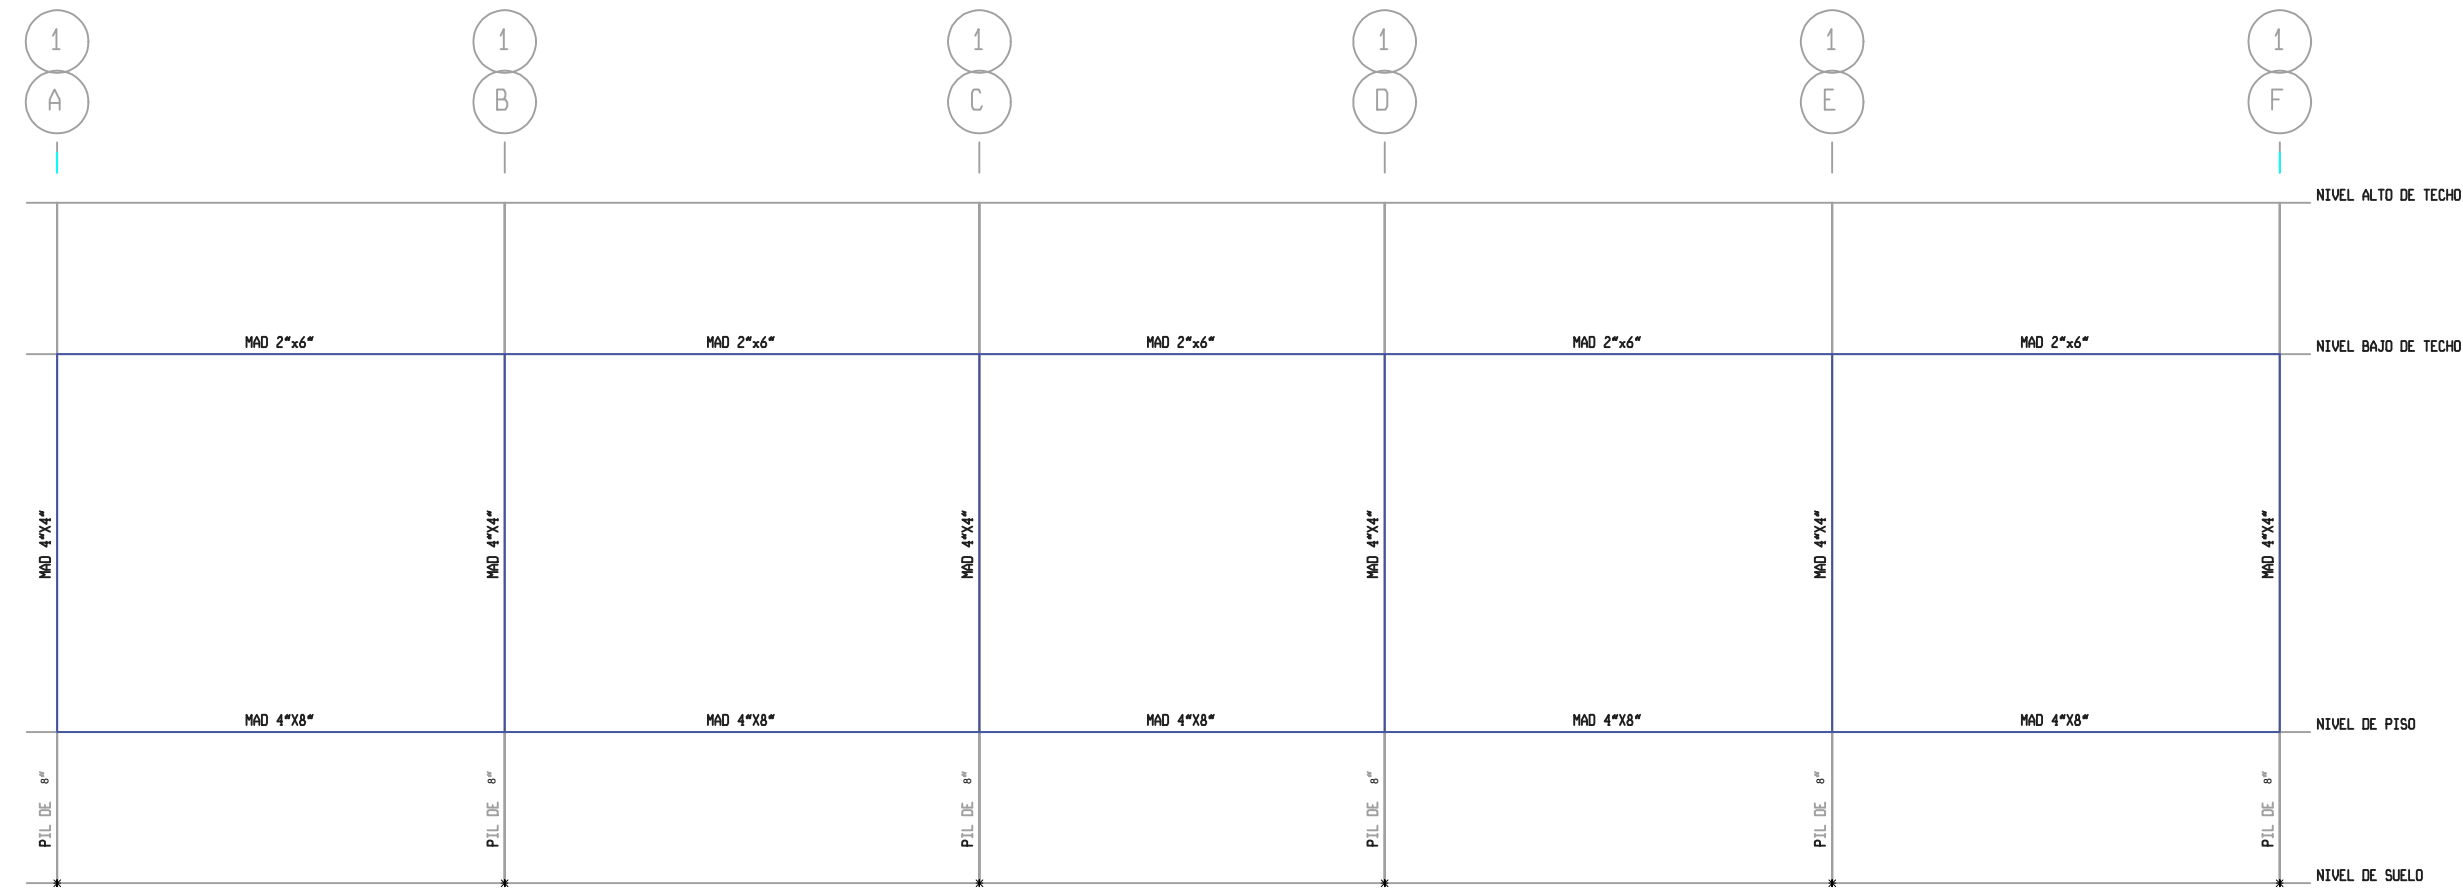 1 1 1 1 1 1
A B C D E F
NIVEL ALTO DE TECHO
MAD 2"x6" MAD 2"x6" MAD 2"x6" MAD 2"x6" MAD 2"x6"
NIVEL BAJO DE TECHO
MAD 4"X4" MAD 4"X4" MAD 4"X4" MAD 4"X4" MAD 4"X4" MAD 4"X4"
MAD 4"X8" MAD 4"X8" MAD 4"X8" MAD 4"X8" MAD 4"X8"
NIVEL DE PISO
PIL DE 8" PIL DE 8" PIL DE 8" PIL DE 8" PIL DE 8" PIL DE 8"
NIVEL DE SUELO